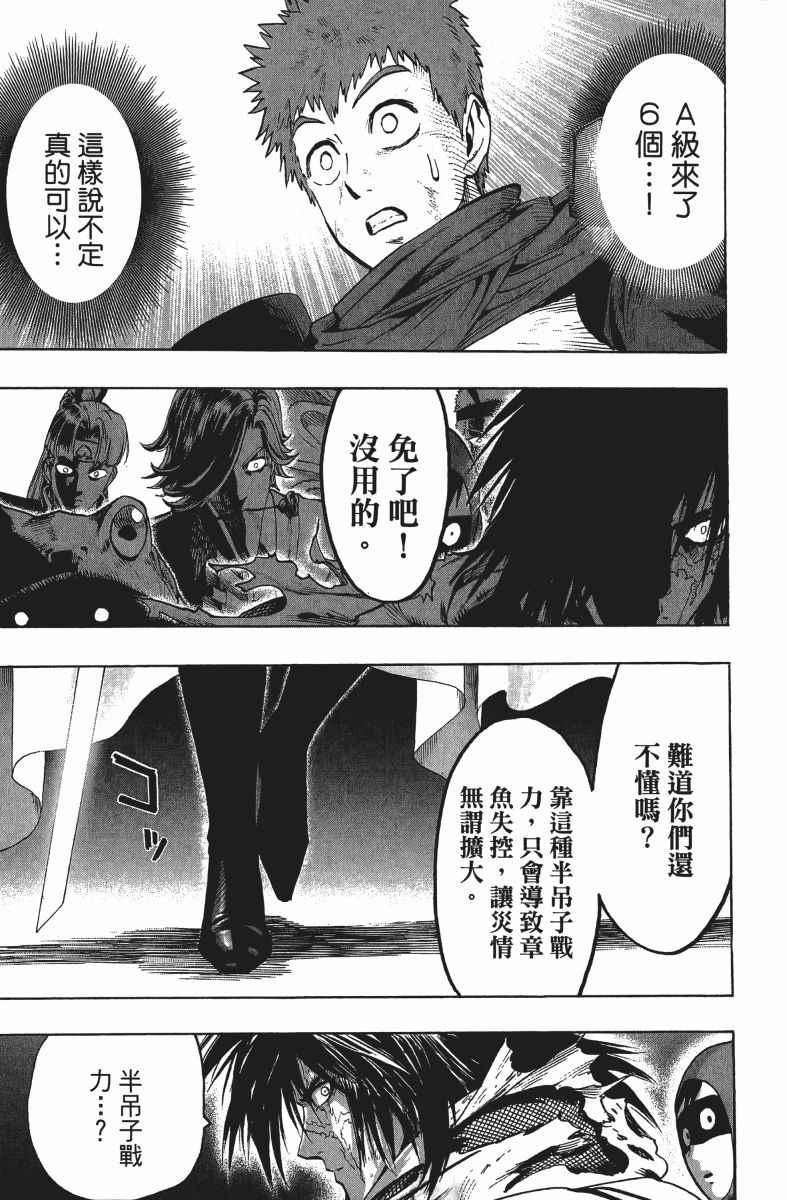 A級來了
6個…！
這樣說不定
真的可以…
免了吧！
沒用的。
難道你們還
不懂嗎？
靠這種半吊子戰
力，只會導致章
魚失控，讓災情
無謂擴大。
コツ
半吊子戰
力…？